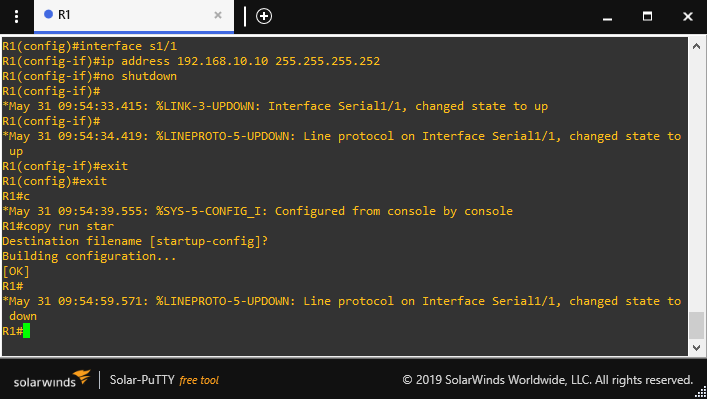 R1
R1(config)#interface s1/1
R1(config-if)#ip address 192.168.10.10 255.255.255.252
R1(config-if)#no shutdown
R1(config-if)#
*May 31 09:54:33.415: %LINK-3-UPDOWN: Interface Serial1/1, changed state to up
R1(config-if)#
*May 31 09:54:34.419: %LINEPROTO-5-UPDOWN: Line protocol on Interface Serial1/1, changed state to
up
R1(config-if)#exit
R1(config)#exit
R1#c
*May 31 09:54:39.555: %SYS-5-CONFIG_I: Configured from console by console
R1#copy run star
Destination filename [startup-config]?
Building configuration...
[OK]
R1#
*May 31 09:54:59.571: %LINEPROTO-5-UPDOWN: Line protocol on Interface Serial1/1, changed state to
down
R1#
solarwinds Solar-PuTTY free tool © 2019 SolarWinds Worldwide, LLC. All rights reserved.